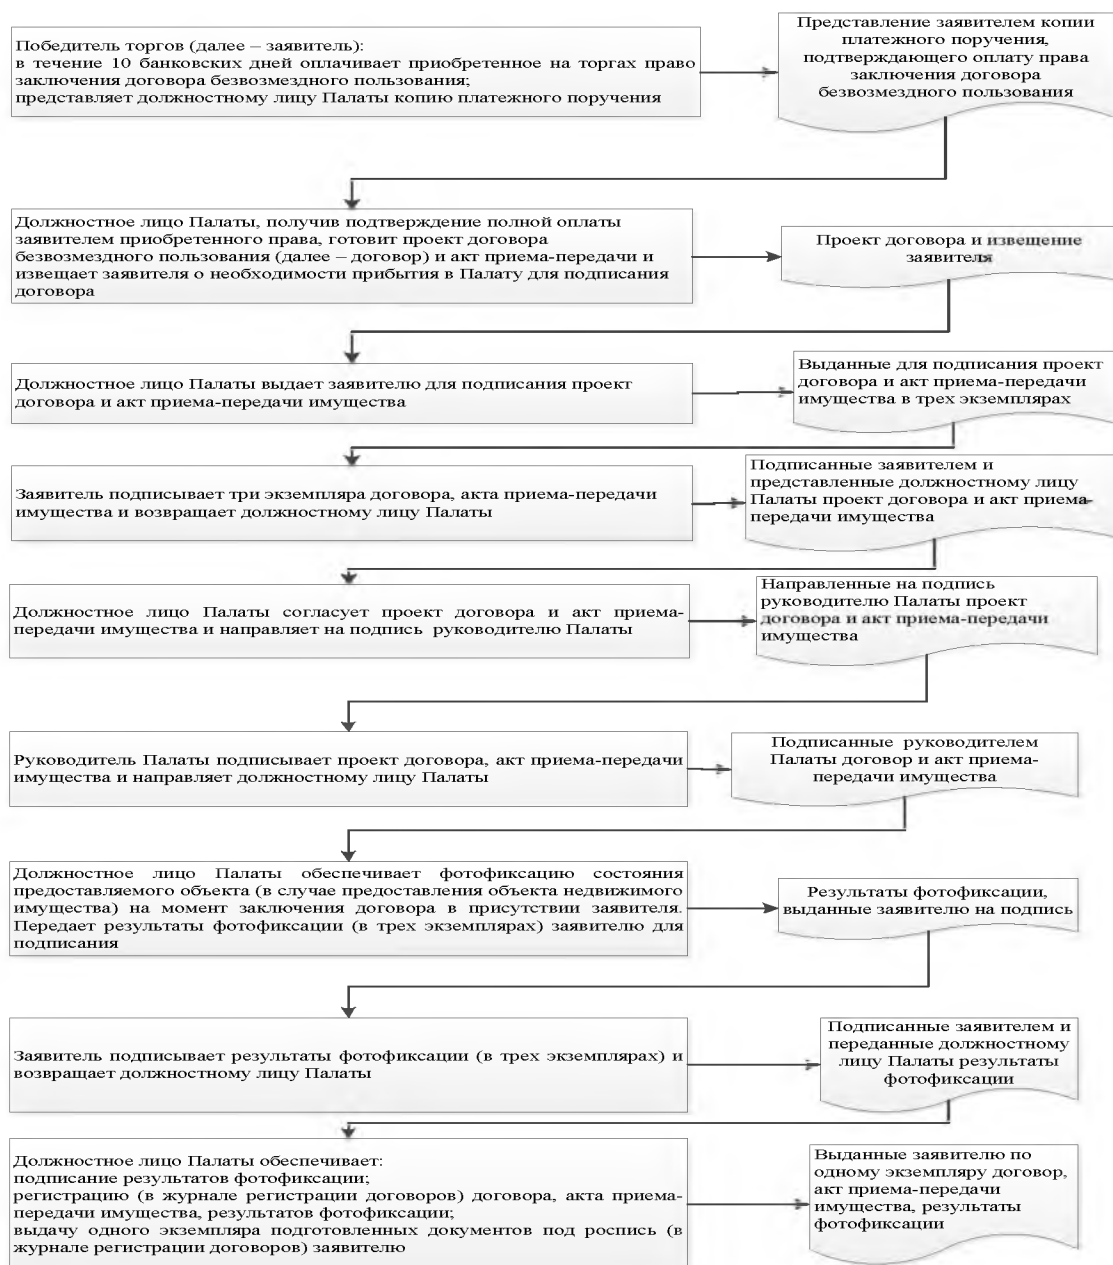 Победитель торгов (далее – заявитель):
в течение 10 банковских дней оплачивает приобретенное на торгах право
заключения договора безвозмездного пользования;
представляет должностному лицу Палаты копию платежного поручения
Представление заявителем копии
платежного поручения,
подтверждающего оплату права
заключения договора
безвозмездного пользования
Должностное лицо Палаты, получив подтверждение полной оплаты
заявителем приобретенного права, готовит проект договора
безвозмездного пользования (далее – договор) и акт приема-передачи и
извещает заявителя о необходимости прибытия в Палату для подписания
договора
Проект договора и извещение
заявителя
Должностное лицо Палаты выдает заявителю для подписания проект
договора и акт приема-передачи имущества
Выданные для подписания проект
договора и акт приема-передачи
имущества в трех экземплярах
Заявитель подписывает три экземпляра договора, акта приема-передачи
имущества и возвращает должностному лицу Палаты
Подписанные заявителем и
представленные должностному лицу
Палаты проект договора и акт приема-
передачи имущества
Должностное лицо Палаты согласует проект договора и акт приема-
передачи имущества и направляет на подпись руководителю Палаты
Направленные на подпись
руководителю Палаты проект
договора и акт приема-передачи
имущества
Руководитель Палаты подписывает проект договора, акт приема-передачи
имущества и направляет должностному лицу Палаты
Подписанные руководителем
Палаты договор и акт приема-
передачи имущества
Должностное лицо Палаты обеспечивает фотофиксацию состояния
предоставляемого объекта (в случае предоставления объекта недвижимого
имущества) на момент заключения договора в присутствии заявителя.
Передает результаты фотофиксации (в трех экземплярах) заявителю для
подписания
Результаты фотофиксации,
выданные заявителю на подпись
Заявитель подписывает результаты фотофиксации (в трех экземплярах) и
возвращает должностному лицу Палаты
Подписанные заявителем и
переданные должностному
лицу Палаты результаты
фотофиксации
Должностное лицо Палаты обеспечивает:
подписание результатов фотофиксации;
регистрацию (в журнале регистрации договоров) договора, акта приема-
передачи имущества, результатов фотофиксации;
выдачу одного экземпляра подготовленных документов под роспись (в
журнале регистрации договоров) заявителю
Выданные заявителю по
одному экземпляру договор,
акт приема-передачи
имущества, результаты
фотофиксации